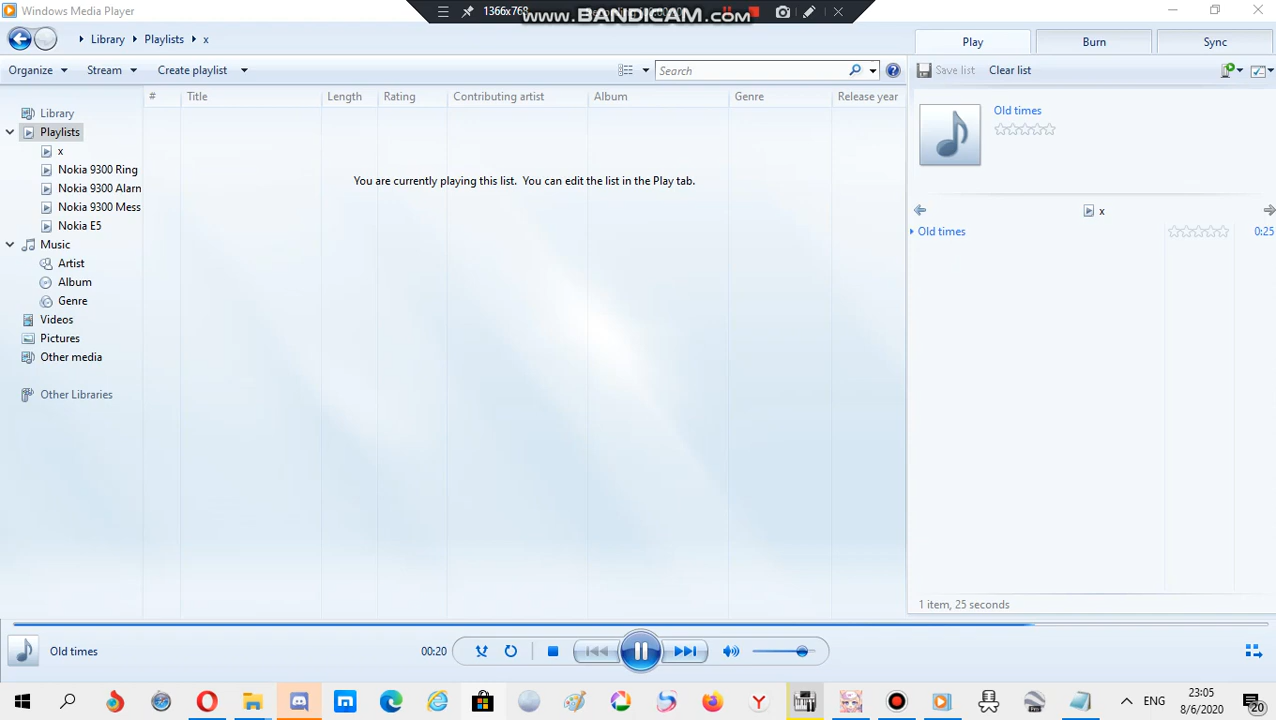 Windows Media Player
1366x768
www.BANDICAM.com
Library Playlists x
Play Burn Sync
Organize Stream Create playlist
Search
Save list Clear list
# Title Length Rating Contributing artist Album Genre Release year
Library
Playlists
x
Nokia 9300 Ring
Nokia 9300 Alarn
Nokia 9300 Mess
Nokia E5
Music
Artist
Album
Genre
Videos
Pictures
Other media
Other Libraries
You are currently playing this list. You can edit the list in the Play tab.
Old times
x
Old times 0:25
1 item, 25 seconds
Old times
00:20
ENG
23:05
8/6/2020
20